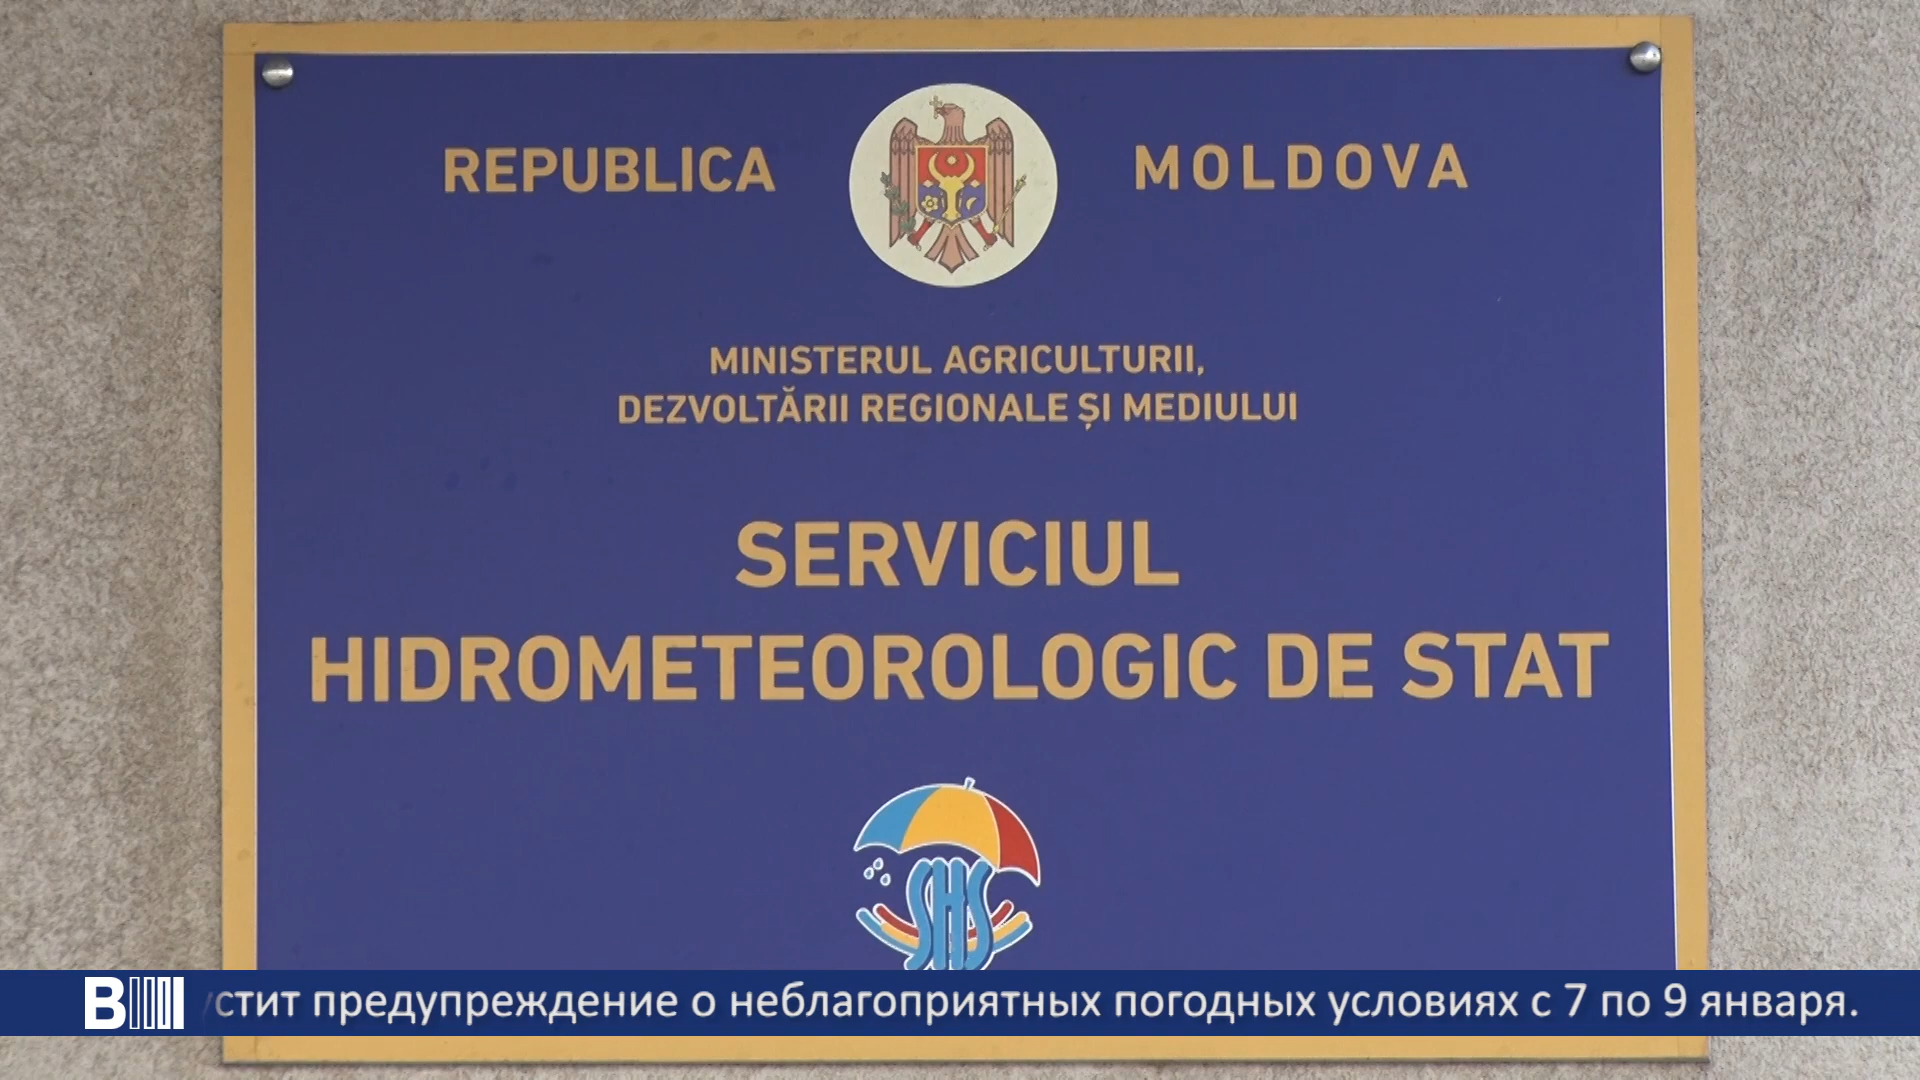 REPUBLICA MOLDOVA
MINISTERUL AGRICULTURII,
DEZVOLTĂRII REGIONALE ȘI MEDIULUI
SERVICIUL
HIDROMETEOROLOGIC DE STAT
SHS
предупреждение о неблагоприятных погодных условиях с 7 по 9 января.